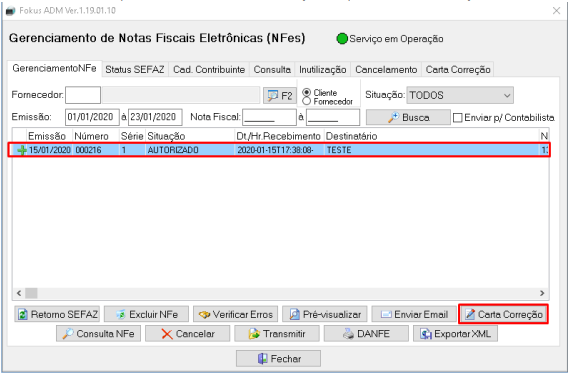 Fokus ADM Ver.1.19.01.10
Gerenciamento de Notas Fiscais Eletrônicas (NFes) Serviço em Operação
GerenciamentoNFe Status SEFAZ Cad. Contribuinte Consulta Inutilização Cancelamento Carta Correção
Fornecedor: F2 Cliente Fornecedor Situação: TODOS
Emissão: 01/01/2020 à 23/01/2020 Nota Fiscal: à Busca Enviar p/ Contabilista
Emissão Número Série Situação Dt/Hr.Recebimento Destinatário N
15/01/2020 000216 1 AUTORIZADO 2020-01-15T17:38:08- TESTE
Retorno SEFAZ Excluir NFe Verificar Erros Pré-visualizar Enviar Email Carta Correção
Consulta NFe Cancelar Transmitir DANFE Exportar XML
Fechar